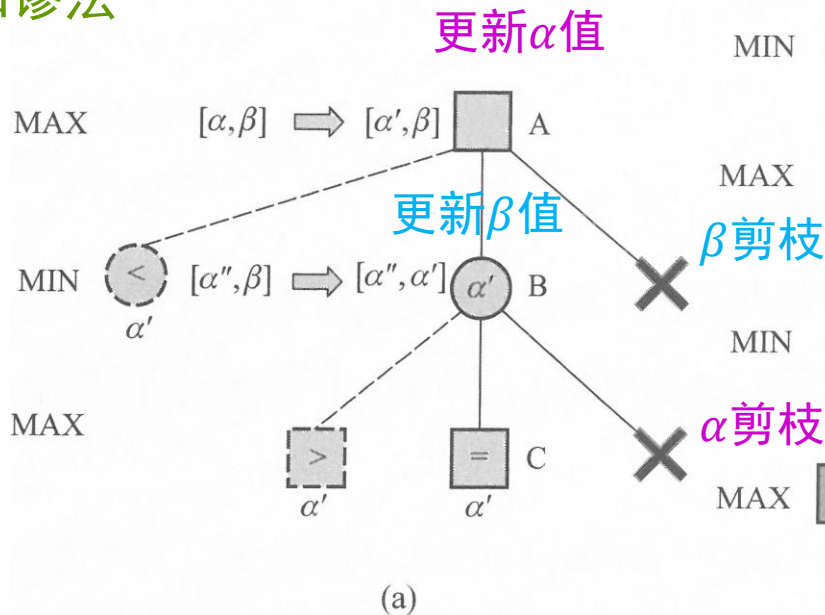 更新α值
MIN
MAX [α,β] [α′,β] A
MAX
更新β值
β剪枝
MIN < [α″,β] [α″,α′] α′ B
α′
MIN
MAX
α剪枝
> = C
α′ α′
MAX
(a)